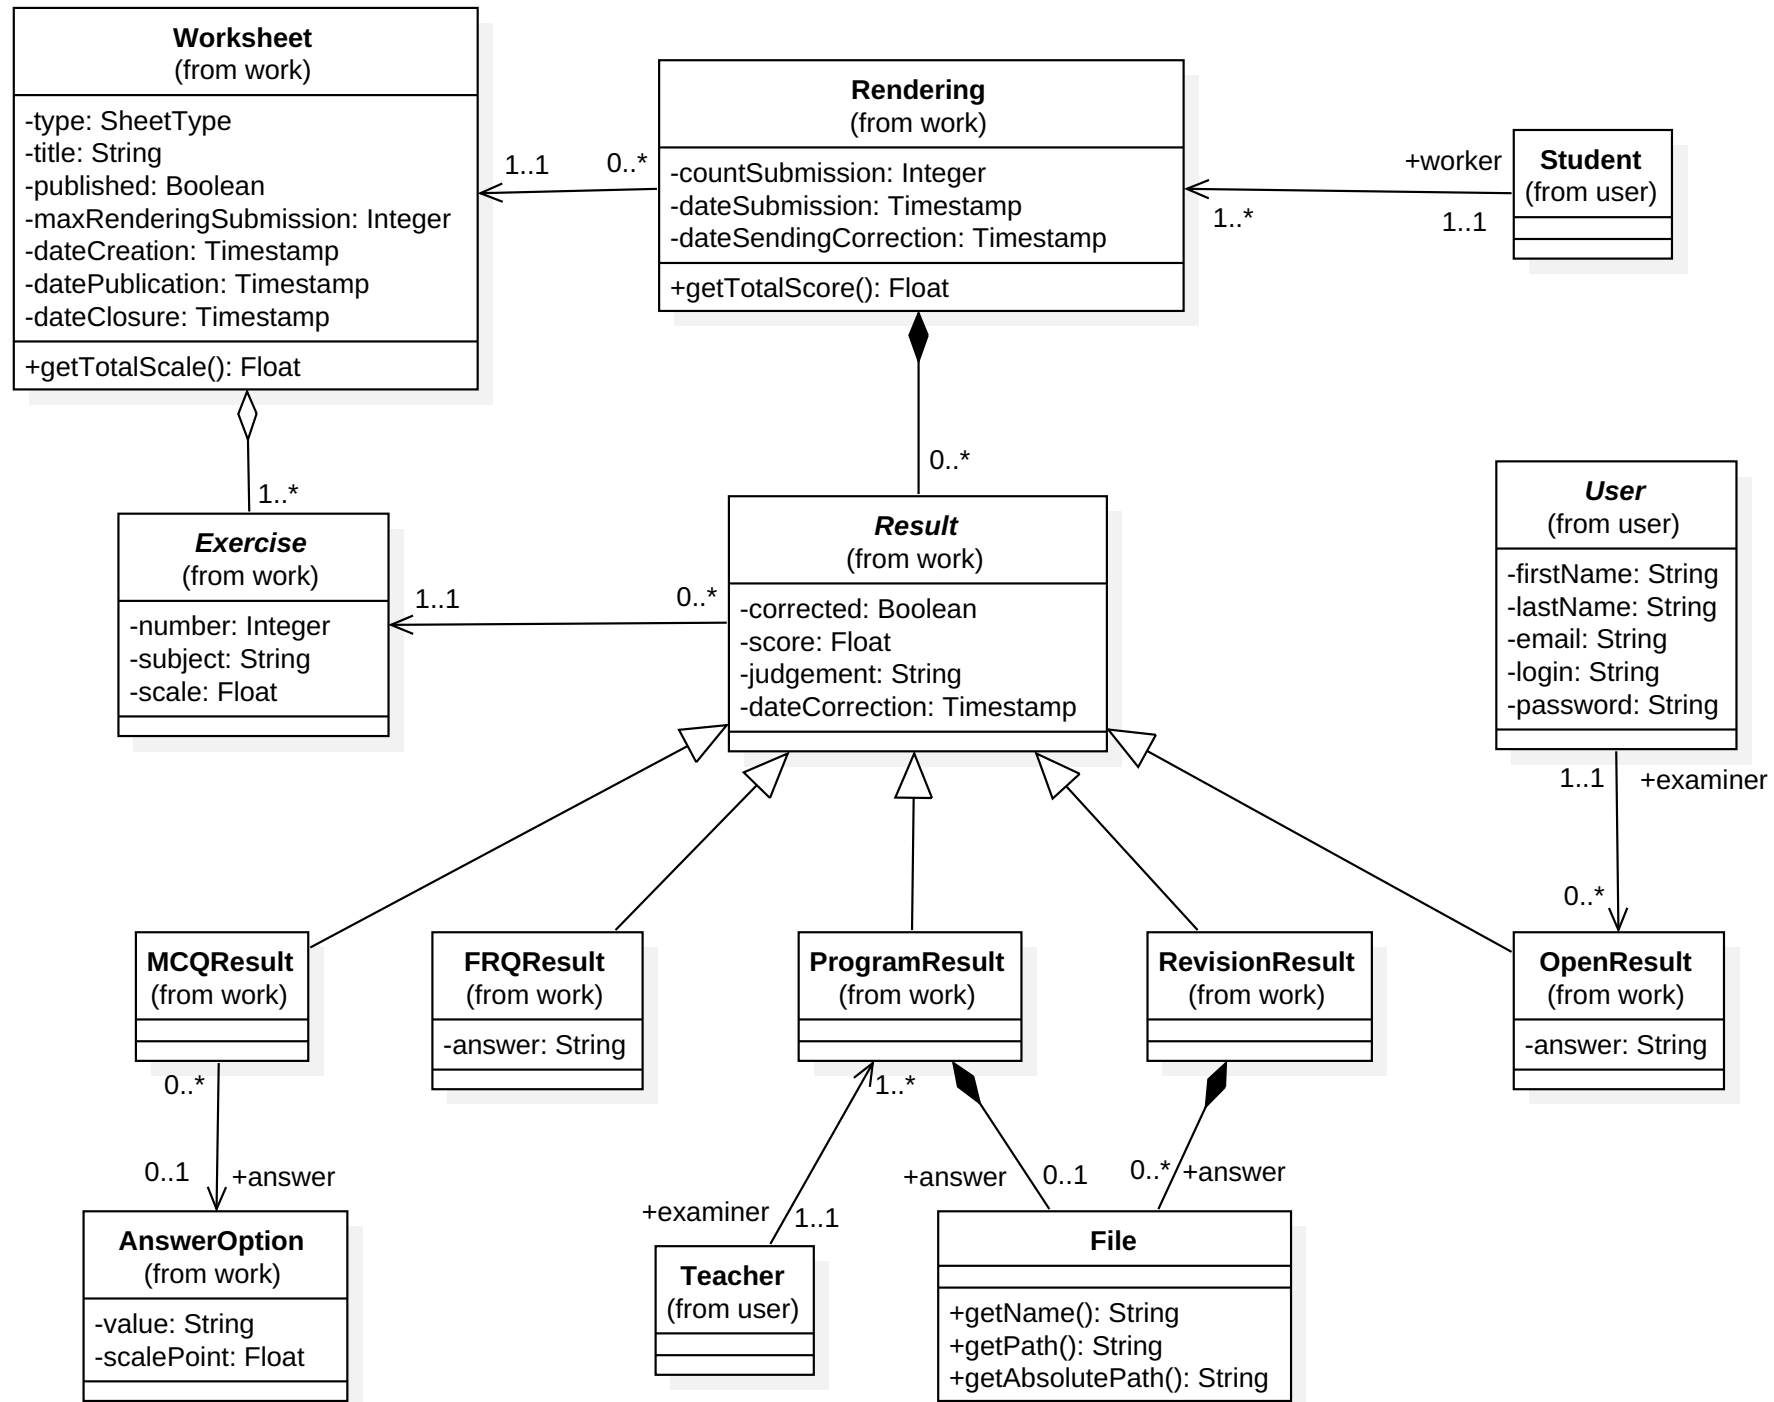 Worksheet
(from work)
-type: SheetType
-title: String
-published: Boolean
-maxRenderingSubmission: Integer
-dateCreation: Timestamp
-datePublication: Timestamp
-dateClosure: Timestamp
+getTotalScale(): Float
1..1
0..*
Rendering
(from work)
-countSubmission: Integer
-dateSubmission: Timestamp
-dateSendingCorrection: Timestamp
+getTotalScore(): Float
+worker
1..*
1..1
Student
(from user)
1..*
0..*
Exercise
(from work)
-number: Integer
-subject: String
-scale: Float
1..1
0..*
Result
(from work)
-corrected: Boolean
-score: Float
-judgement: String
-dateCorrection: Timestamp
User
(from user)
-firstName: String
-lastName: String
-email: String
-login: String
-password: String
1..1
+examiner
0..*
MCQResult
(from work)
FRQResult
(from work)
-answer: String
ProgramResult
(from work)
RevisionResult
(from work)
OpenResult
(from work)
-answer: String
0..*
0..1
+answer
1..*
+examiner
1..1
+answer
0..1
0..*
+answer
AnswerOption
(from work)
-value: String
-scalePoint: Float
Teacher
(from user)
File
+getName(): String
+getPath(): String
+getAbsolutePath(): String